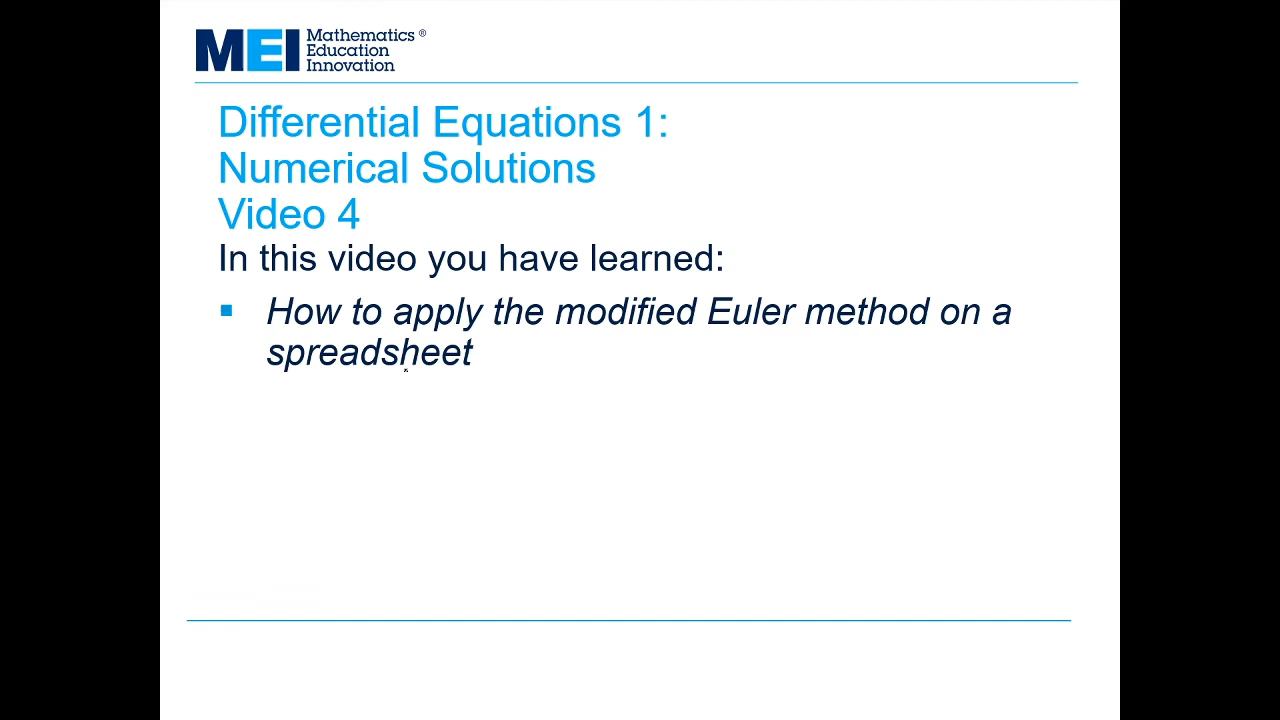 MEI Mathematics ®
Education
Innovation
Differential Equations 1:
Numerical Solutions
Video 4
In this video you have learned:
▪ How to apply the modified Euler method on a
spreadsheet